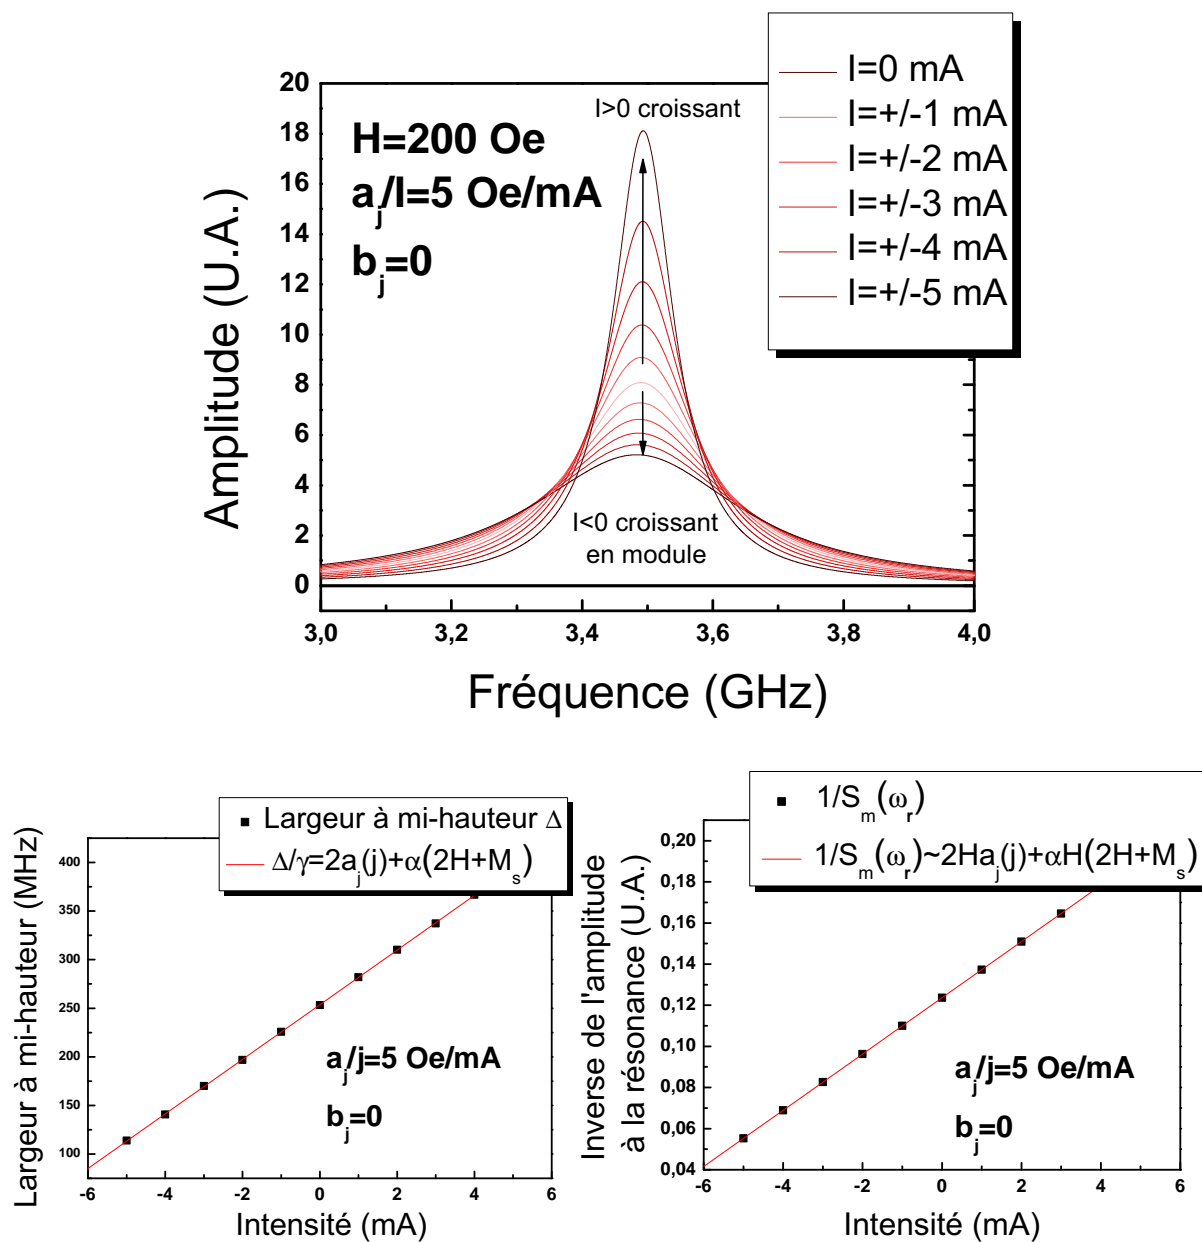 I=0 mA
I=+/-1 mA
I=+/-2 mA
I=+/-3 mA
I=+/-4 mA
I=+/-5 mA
20
18
16
14
12
10
8
6
4
2
0
Amplitude (U.A.)
H=200 Oe
a_j/I=5 Oe/mA
b_j=0
I>0 croissant
I<0 croissant
en module
3,0 3,2 3,4 3,6 3,8 4,0
Fréquence (GHz)
Largeur à mi-hauteur Δ
Δ/γ=2a_j(j)+α(2H+M_s)
Largeur à mi-hauteur (MHz)
400
350
300
250
200
150
100
a_j/j=5 Oe/mA
b_j=0
-6 -4 -2 0 2 4 6
Intensité (mA)
1/S_m(ω_r)
1/S_m(ω_r)~2Ha_j(j)+αH(2H+M_s)
Inverse de l'amplitude
à la résonance (U.A.)
0,20
0,18
0,16
0,14
0,12
0,10
0,08
0,06
0,04
a_j/j=5 Oe/mA
b_j=0
-6 -4 -2 0 2 4 6
Intensité (mA)